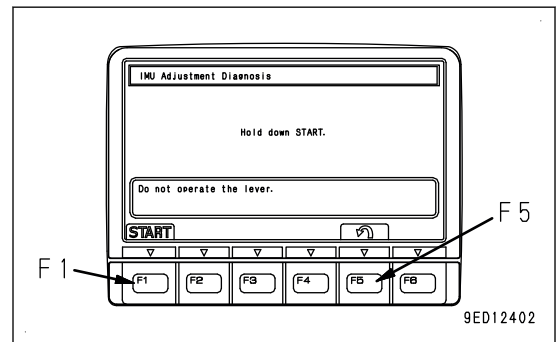 IMU Adjustment Diagnosis
Hold down START.
Do not operate the lever.
START
F1
F5
F1 F2 F3 F4 F5 F6
9ED12402